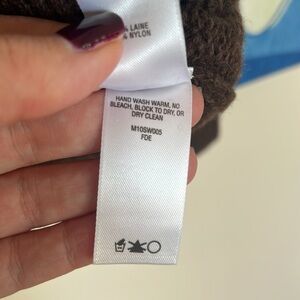 % LAINE
% NYLON
HAND WASH WARM, NO
BLEACH, BLOCK TO DRY, OR
DRY CLEAN
M10SW005
FDE